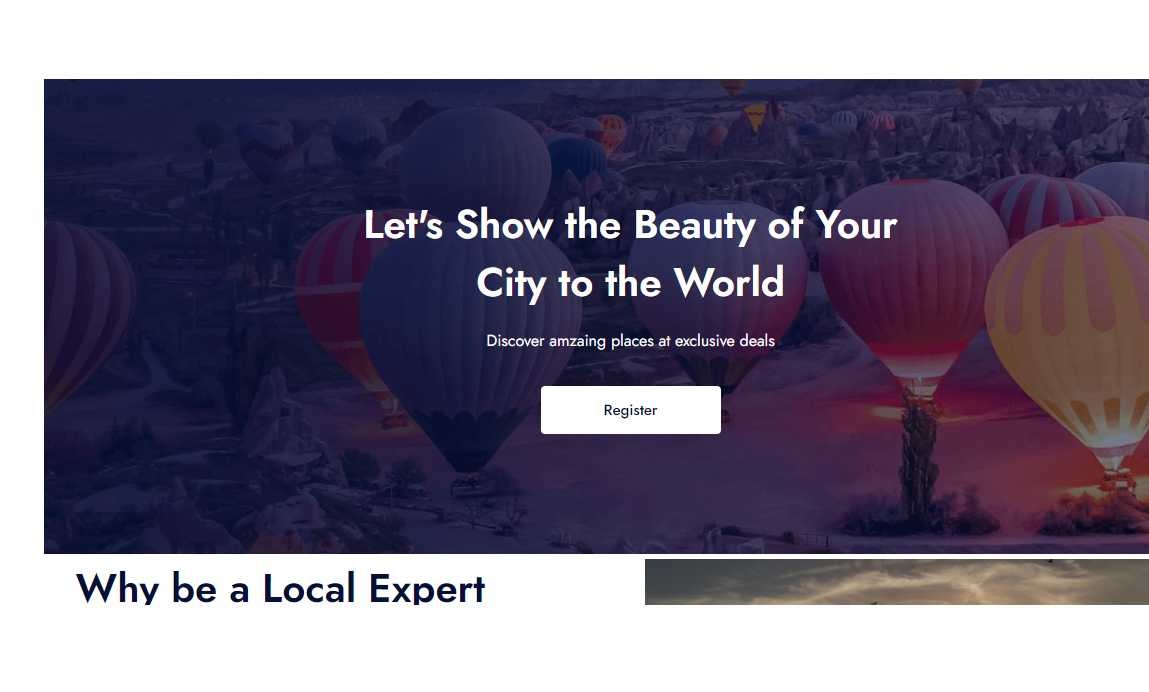 Let's Show the Beauty of Your
City to the World
Discover amzaing places at exclusive deals
Register
Why be a Local Expert